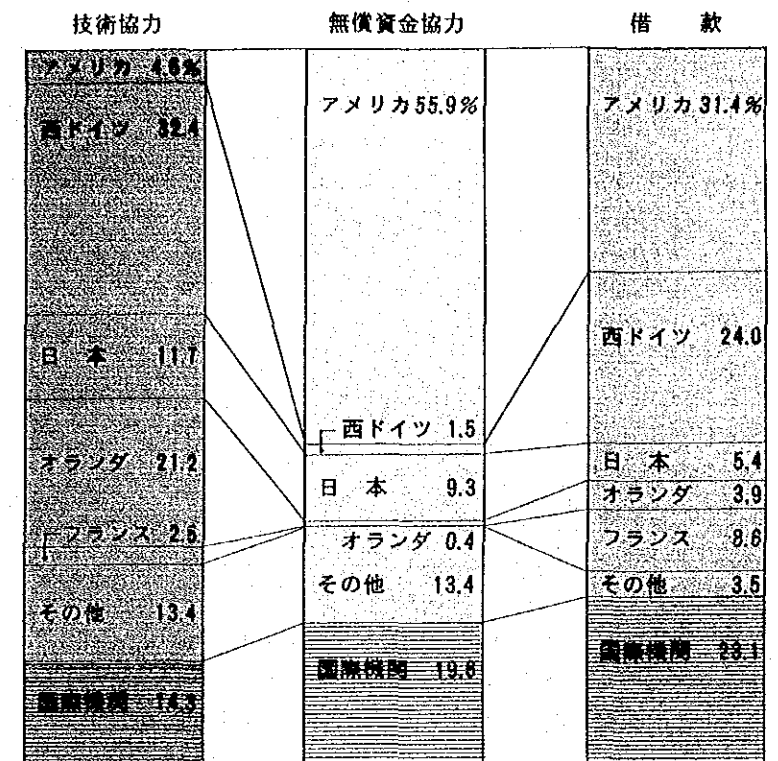 技術協力
アメリカ 4.6%
西ドイツ 32.4
日本 11.7
オランダ 21.2
フランス 2.5
その他 13.4
国際機関 14.3
無償資金協力
アメリカ 55.9%
西ドイツ 1.5
日本 9.3
オランダ 0.4
その他 13.4
国際機関 19.6
借款
アメリカ 31.4%
西ドイツ 24.0
日本 5.4
オランダ 3.9
フランス 8.6
その他 3.5
国際機関 23.1